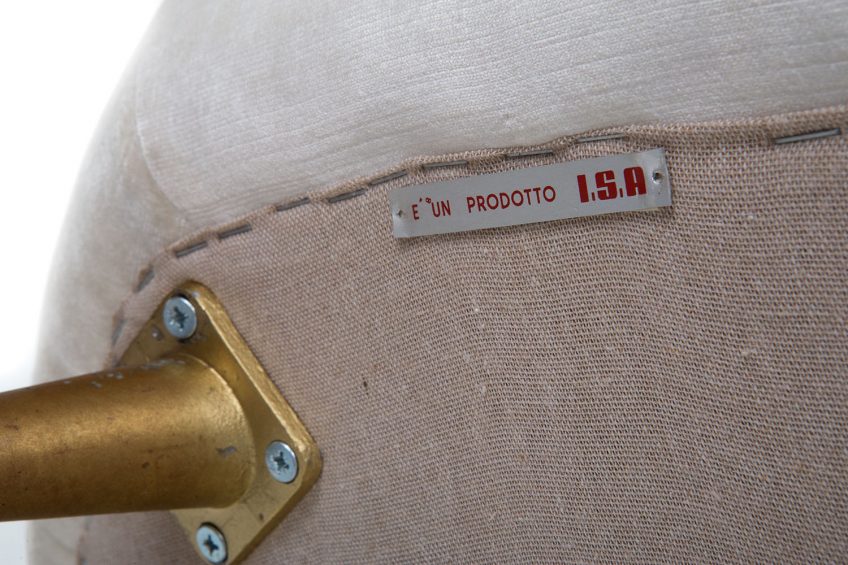 E' UN PRODOTTO I.S.A